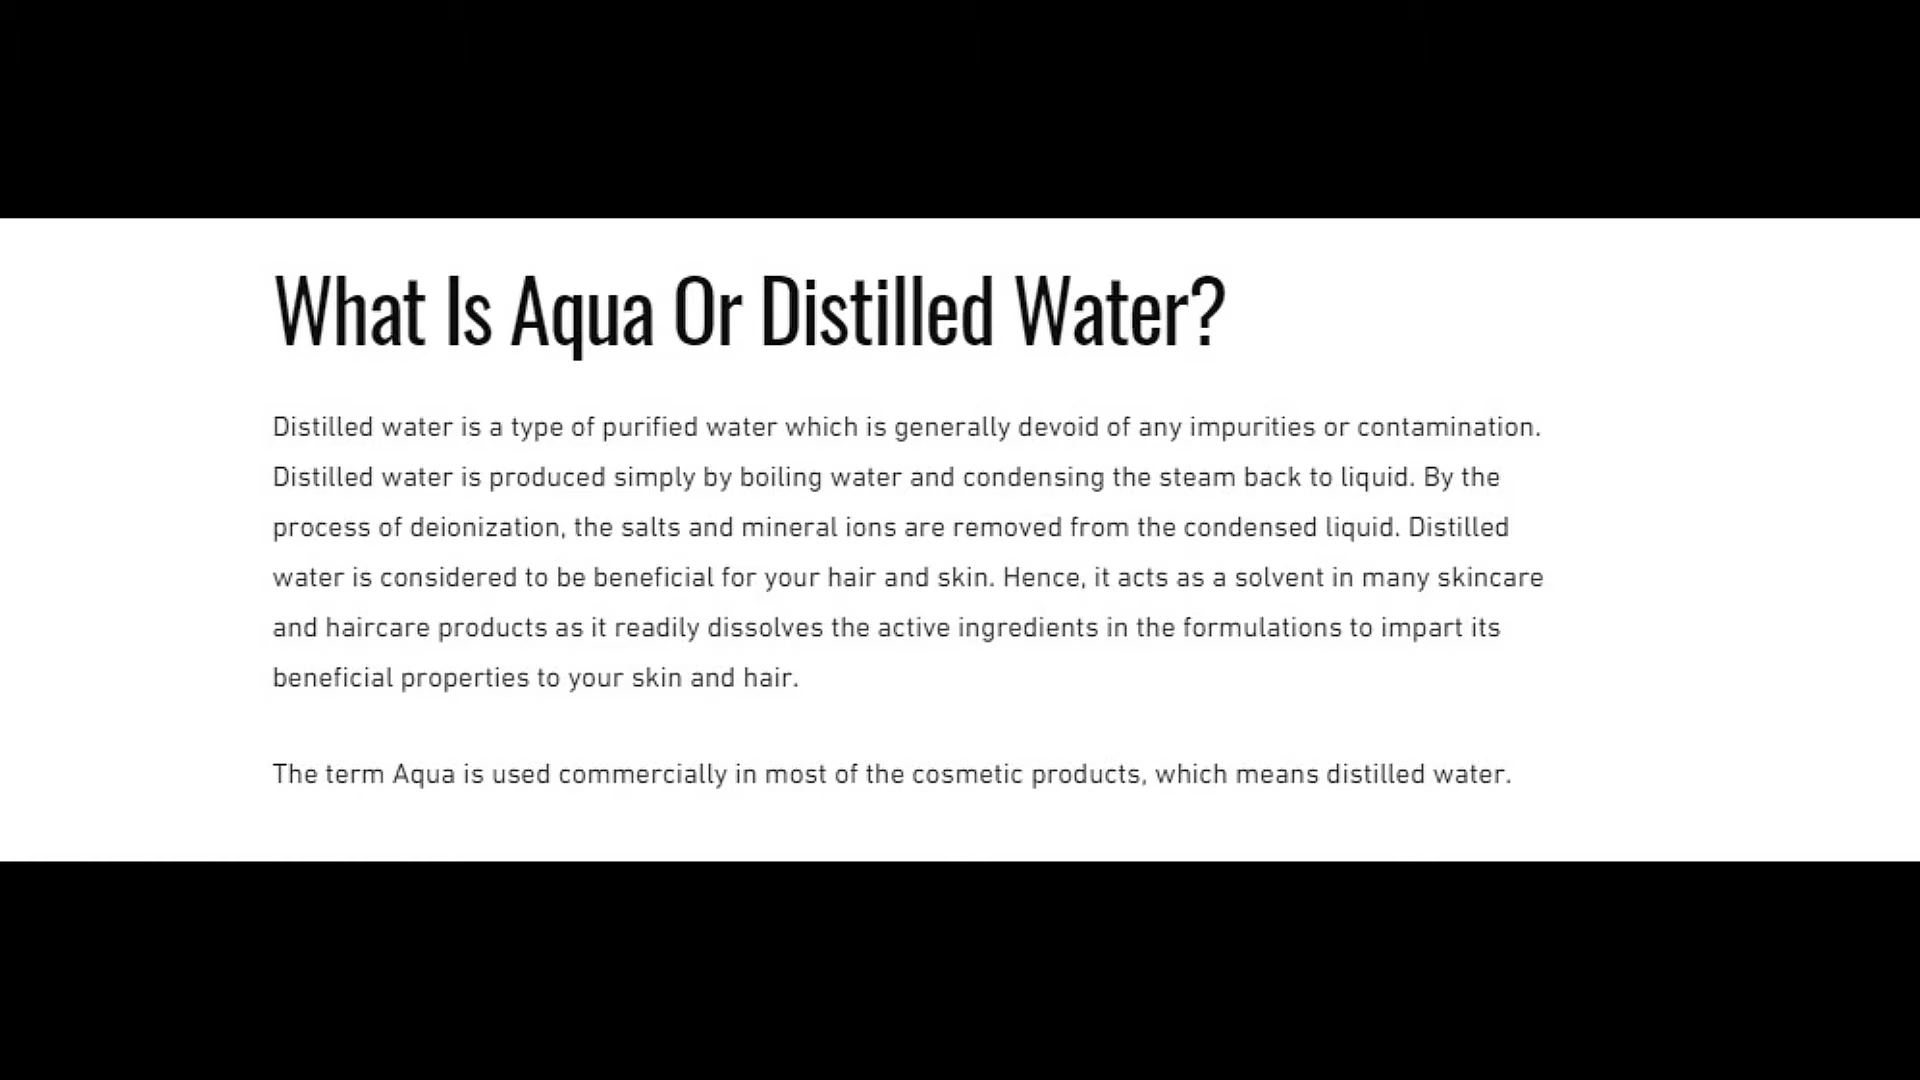 What Is Aqua Or Distilled Water?
Distilled water is a type of purified water which is generally devoid of any impurities or contamination.
Distilled water is produced simply by boiling water and condensing the steam back to liquid. By the
process of deionization, the salts and mineral ions are removed from the condensed liquid. Distilled
water is considered to be beneficial for your hair and skin. Hence, it acts as a solvent in many skincare
and haircare products as it readily dissolves the active ingredients in the formulations to impart its
beneficial properties to your skin and hair.
The term Aqua is used commercially in most of the cosmetic products, which means distilled water.